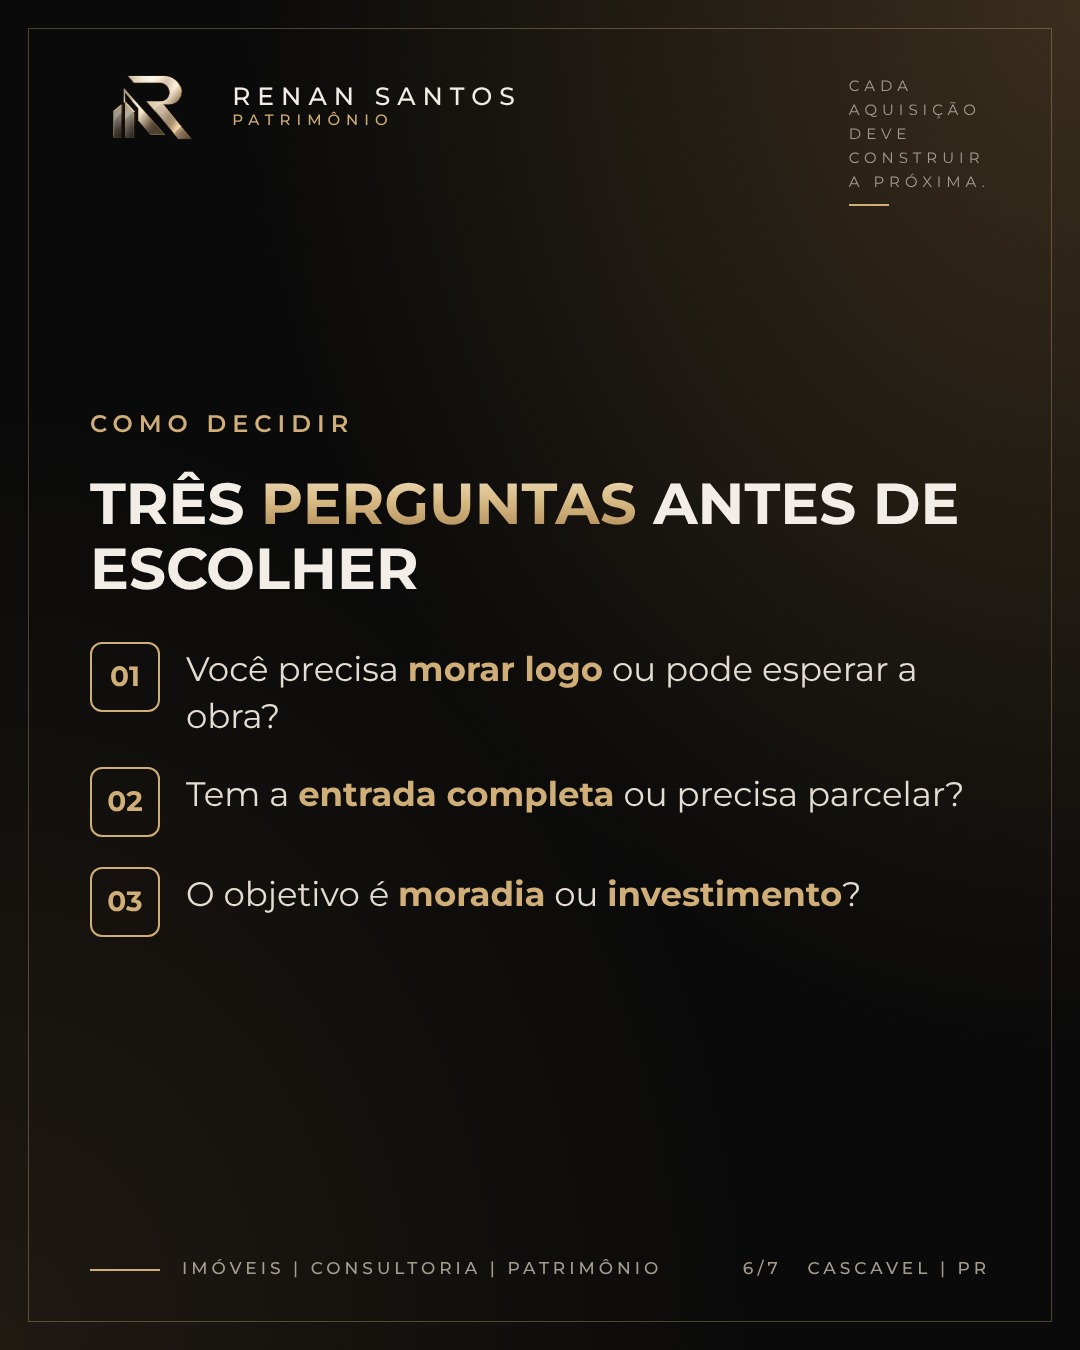 RENAN SANTOS
PATRIMÔNIO
CADA
AQUISIÇÃO
DEVE
CONSTRUIR
A PRÓXIMA.
COMO DECIDIR
TRÊS PERGUNTAS ANTES DE
ESCOLHER
01
Você precisa morar logo ou pode esperar a
obra?
02
Tem a entrada completa ou precisa parcelar?
03
O objetivo é moradia ou investimento?
IMÓVEIS | CONSULTORIA | PATRIMÔNIO
6/7
CASCAVEL | PR